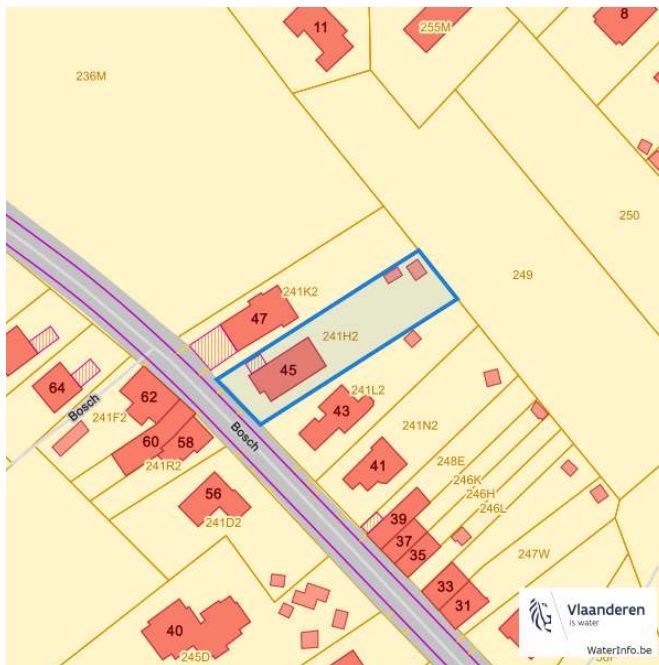 11
255M
8
236M
250
249
241K2
47
241H2
45
64
Bosch
62
241F2
Bosch
241L2
43
60
58
241R2
241N2
41
248E
246K
246H
246L
56
241D2
39
37
35
247W
33
31
40
245D
Vlaanderen
is water
WaterInfo.be